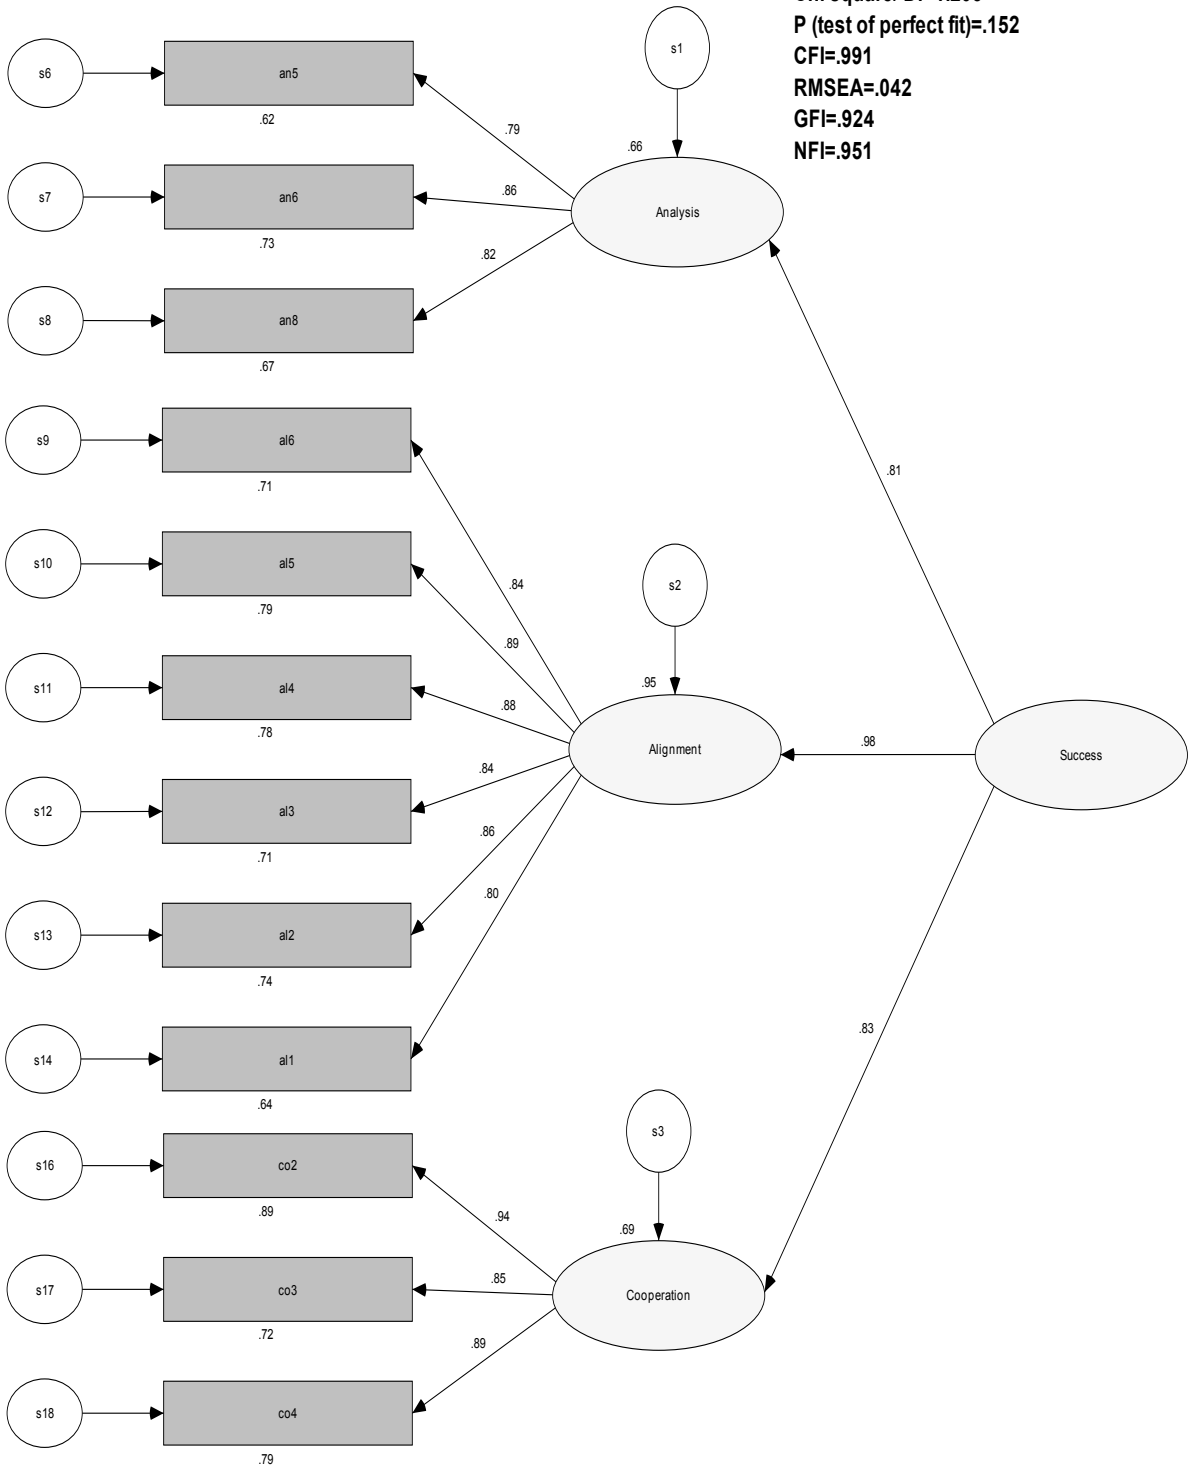 P (test of perfect fit)=.152
CFI=.991
RMSEA=.042
GFI=.924
NFI=.951
s1
s6
an5
.62
.79
.66
s7
an6
.73
.86
Analysis
s8
an8
.67
.82
s9
al6
.71
.84
.81
s10
al5
.79
.89
s2
s11
al4
.78
.88
.95
Alignment
.98
Success
s12
al3
.71
.84
s13
al2
.74
.86
s14
al1
.64
.80
.83
s3
s16
co2
.89
.94
.69
s17
co3
.72
.85
Cooperation
s18
co4
.79
.89